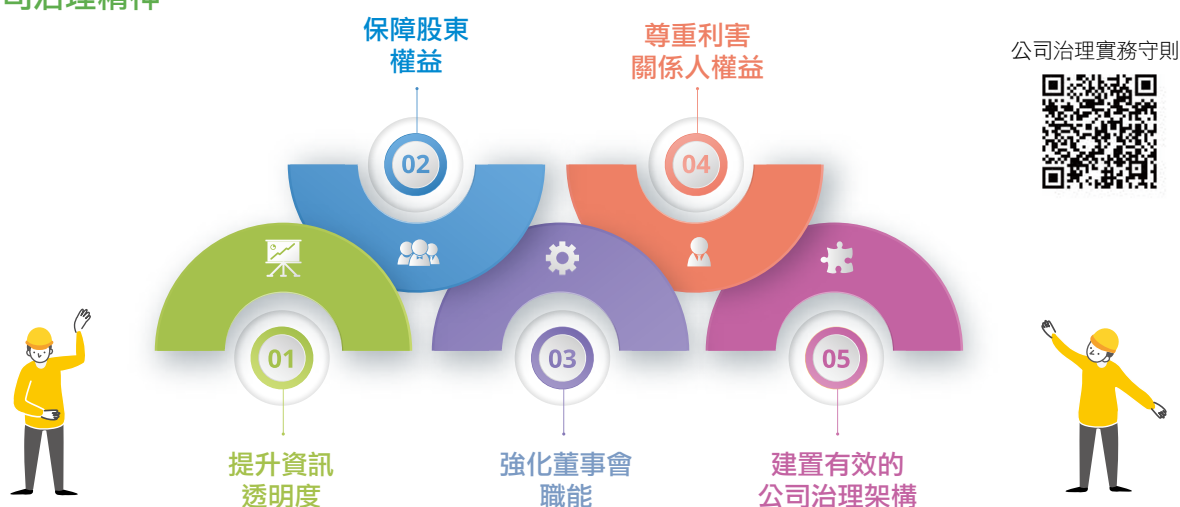 司治理精神
保障股東
權益
尊重利害
關係人權益
公司治理實務守則
02
04
01
03
05
提升資訊
透明度
強化董事會
職能
建置有效的
公司治理架構